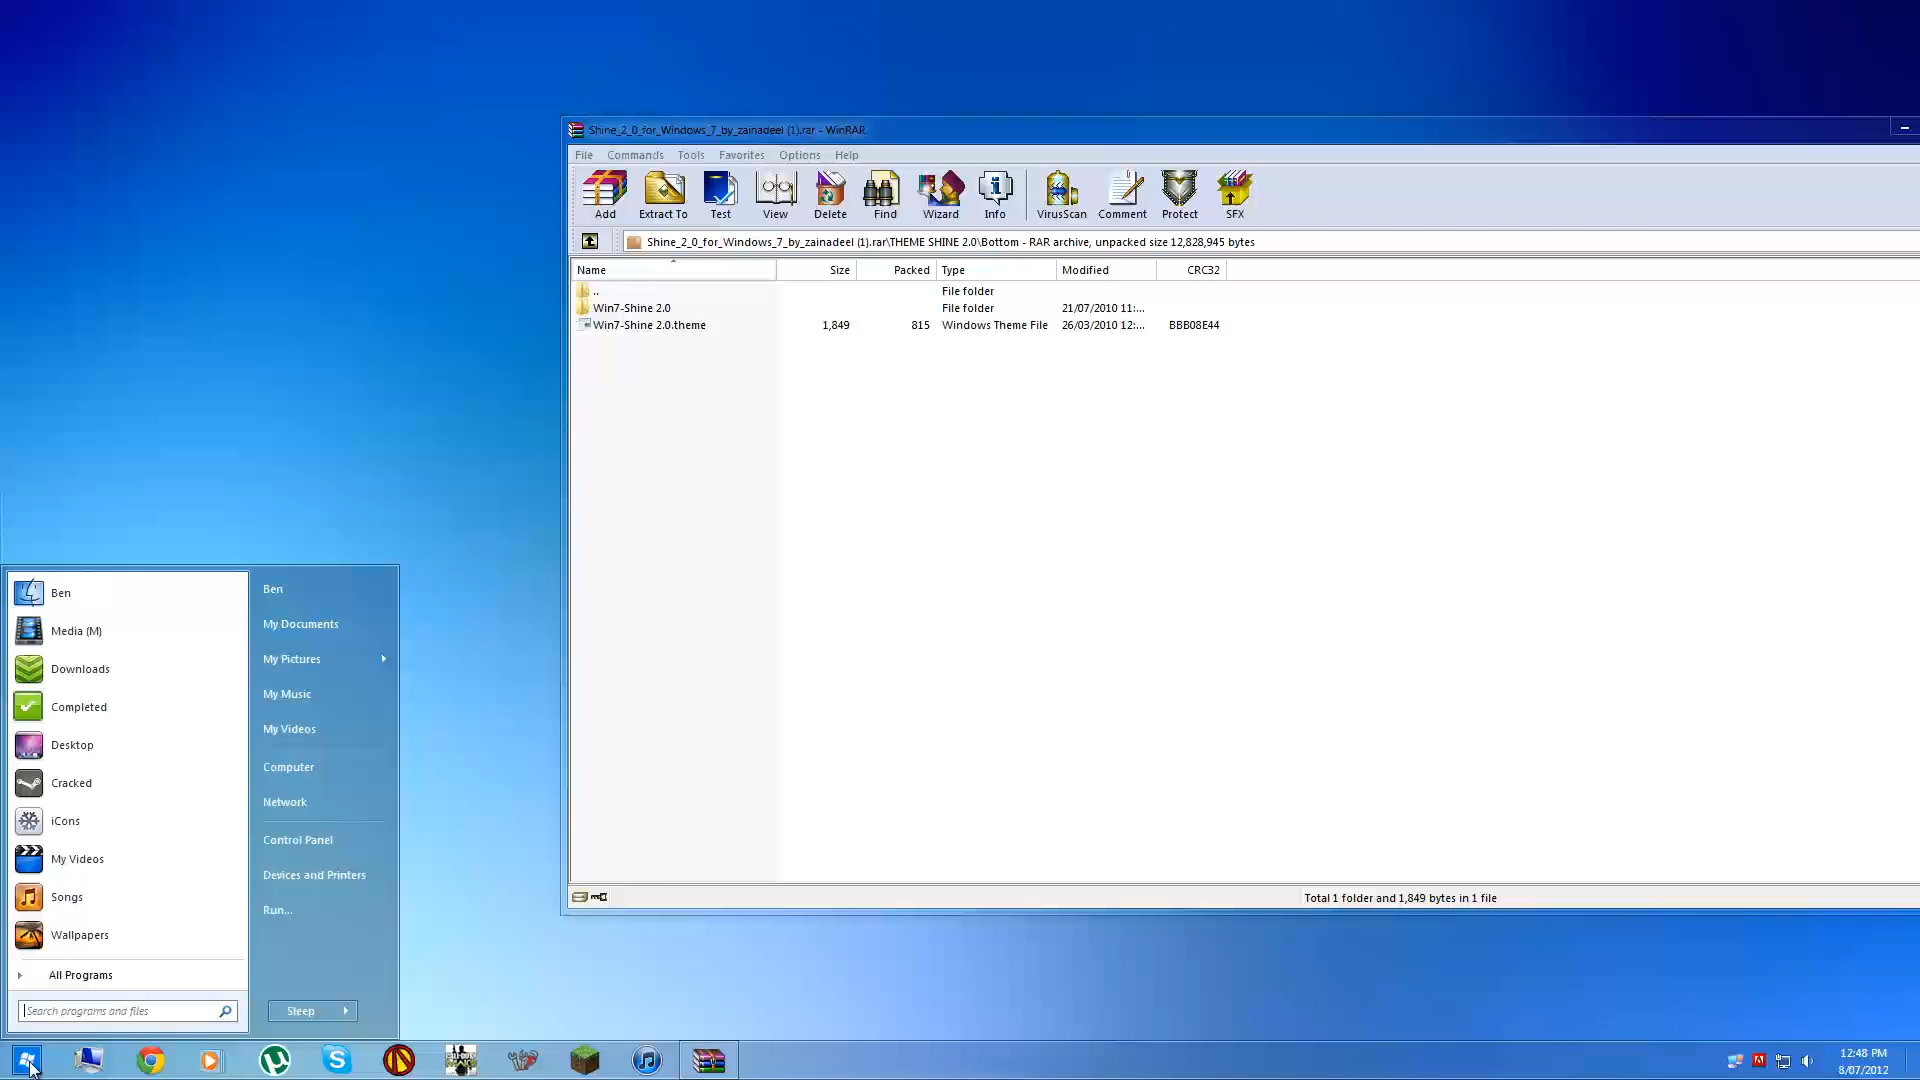 Shine_2_0_for_Windows_7_by_zainadeel (1).rar - WinRAR
File Commands Tools Favorites Options Help
Add Extract To Test View Delete Find Wizard Info VirusScan Comment Protect SFX
Shine_2_0_for_Windows_7_by_zainadeel (1).rar\THEME SHINE 2.0\Bottom - RAR archive, unpacked size 12,828,945 bytes
Name Size Packed Type Modified CRC32
.. File folder
Win7-Shine 2.0 File folder 21/07/2010 11:...
Win7-Shine 2.0.theme 1,849 815 Windows Theme File 26/03/2010 12:... BBB08E44
Total 1 folder and 1,849 bytes in 1 file
Ben
Media (M)
Downloads
Completed
Desktop
Cracked
iCons
My Videos
Songs
Wallpapers
All Programs
Search programs and files
Ben
My Documents
My Pictures
My Music
My Videos
Computer
Network
Control Panel
Devices and Printers
Run...
Sleep
12:48 PM
8/07/2012